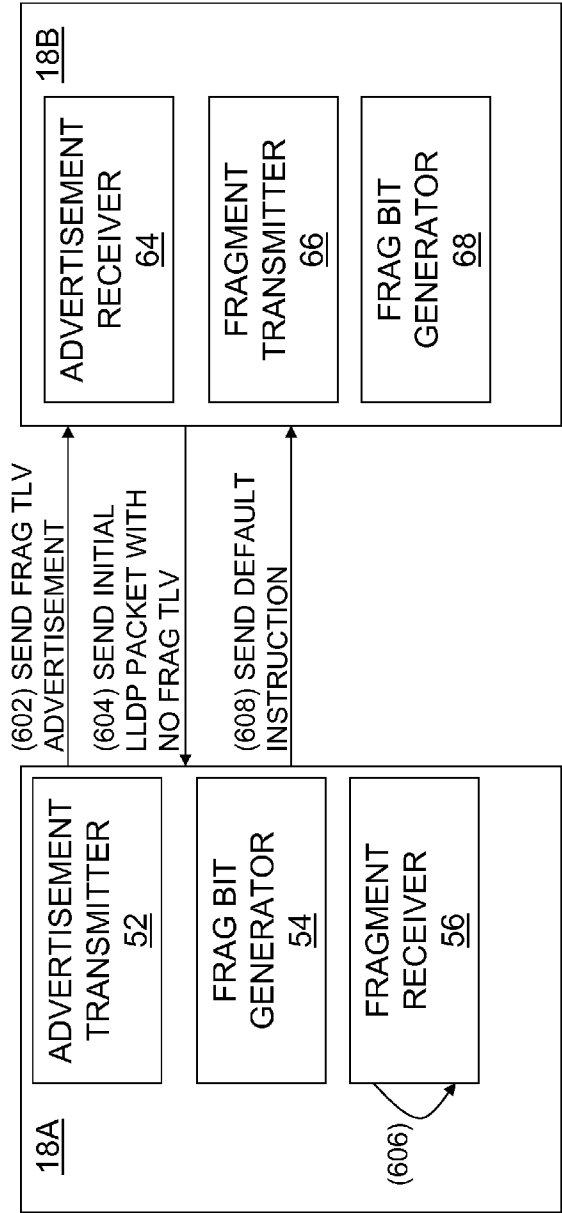 18A
ADVERTISEMENT
TRANSMITTER
52
FRAG BIT
GENERATOR
54
FRAGMENT
RECEIVER
56
(606)
(602) SEND FRAG TLV
ADVERTISEMENT
(604) SEND INITIAL
LLDP PACKET WITH
NO FRAG TLV
(608) SEND DEFAULT
INSTRUCTION
18B
ADVERTISEMENT
RECEIVER
64
FRAGMENT
TRANSMITTER
66
FRAG BIT
GENERATOR
68